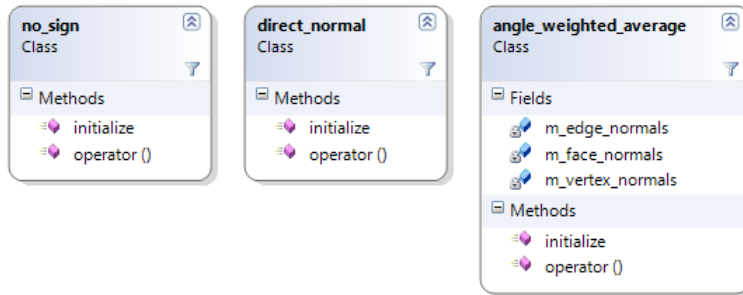 no_sign
Class
Methods
initialize
operator ()
direct_normal
Class
Methods
initialize
operator ()
angle_weighted_average
Class
Fields
m_edge_normals
m_face_normals
m_vertex_normals
Methods
initialize
operator ()